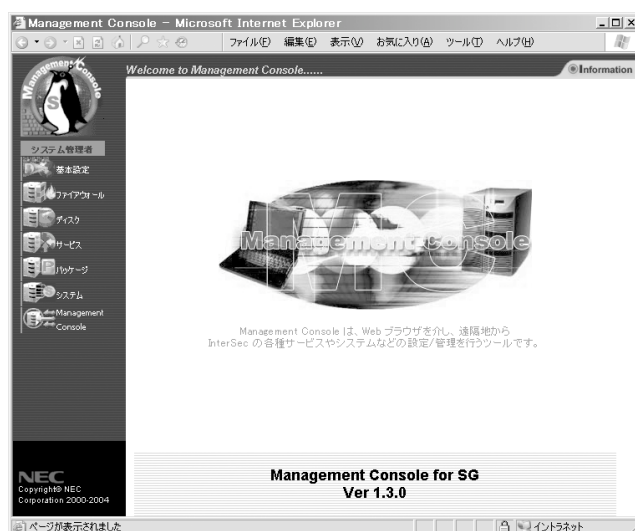 Management Console - Microsoft Internet Explorer
ファイル(F) 編集(E) 表示(V) お気に入り(A) ツール(T) ヘルプ(H)
Management Console
SG
Welcome to Management Console......
Information
システム管理者
基本設定
ファイアウォール
ディスク
サービス
パッケージ
システム
Management
Console
MC
Management Console
Management Console は、Web ブラウザを介し、遠隔地から
InterSec の各種サービスやシステムなどの設定/管理を行うツールです。
NEC
Copyright© NEC
Corporation 2000-2004
Management Console for SG
Ver 1.3.0
ページが表示されました
イントラネット